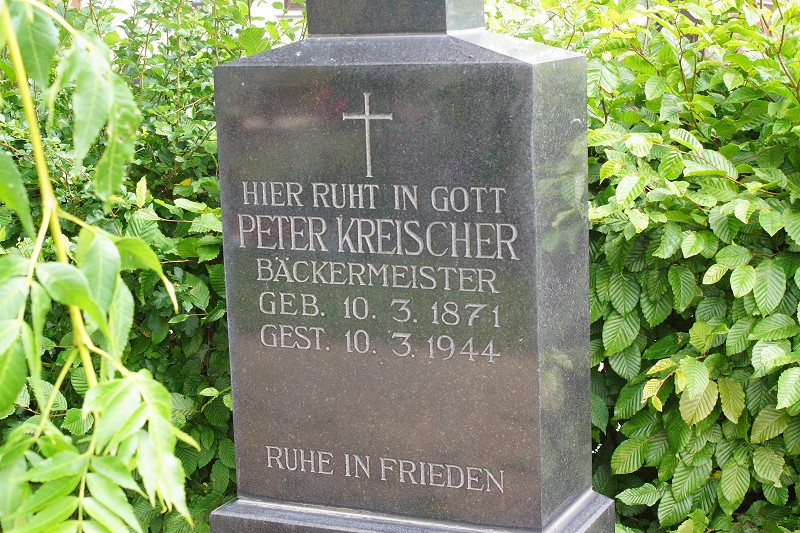 HIER RUHT IN GOTT
PETER KREISCHER
BÄCKERMEISTER
GEB. 10. 3. 1871
GEST. 10. 3. 1944
RUHE IN FRIEDEN